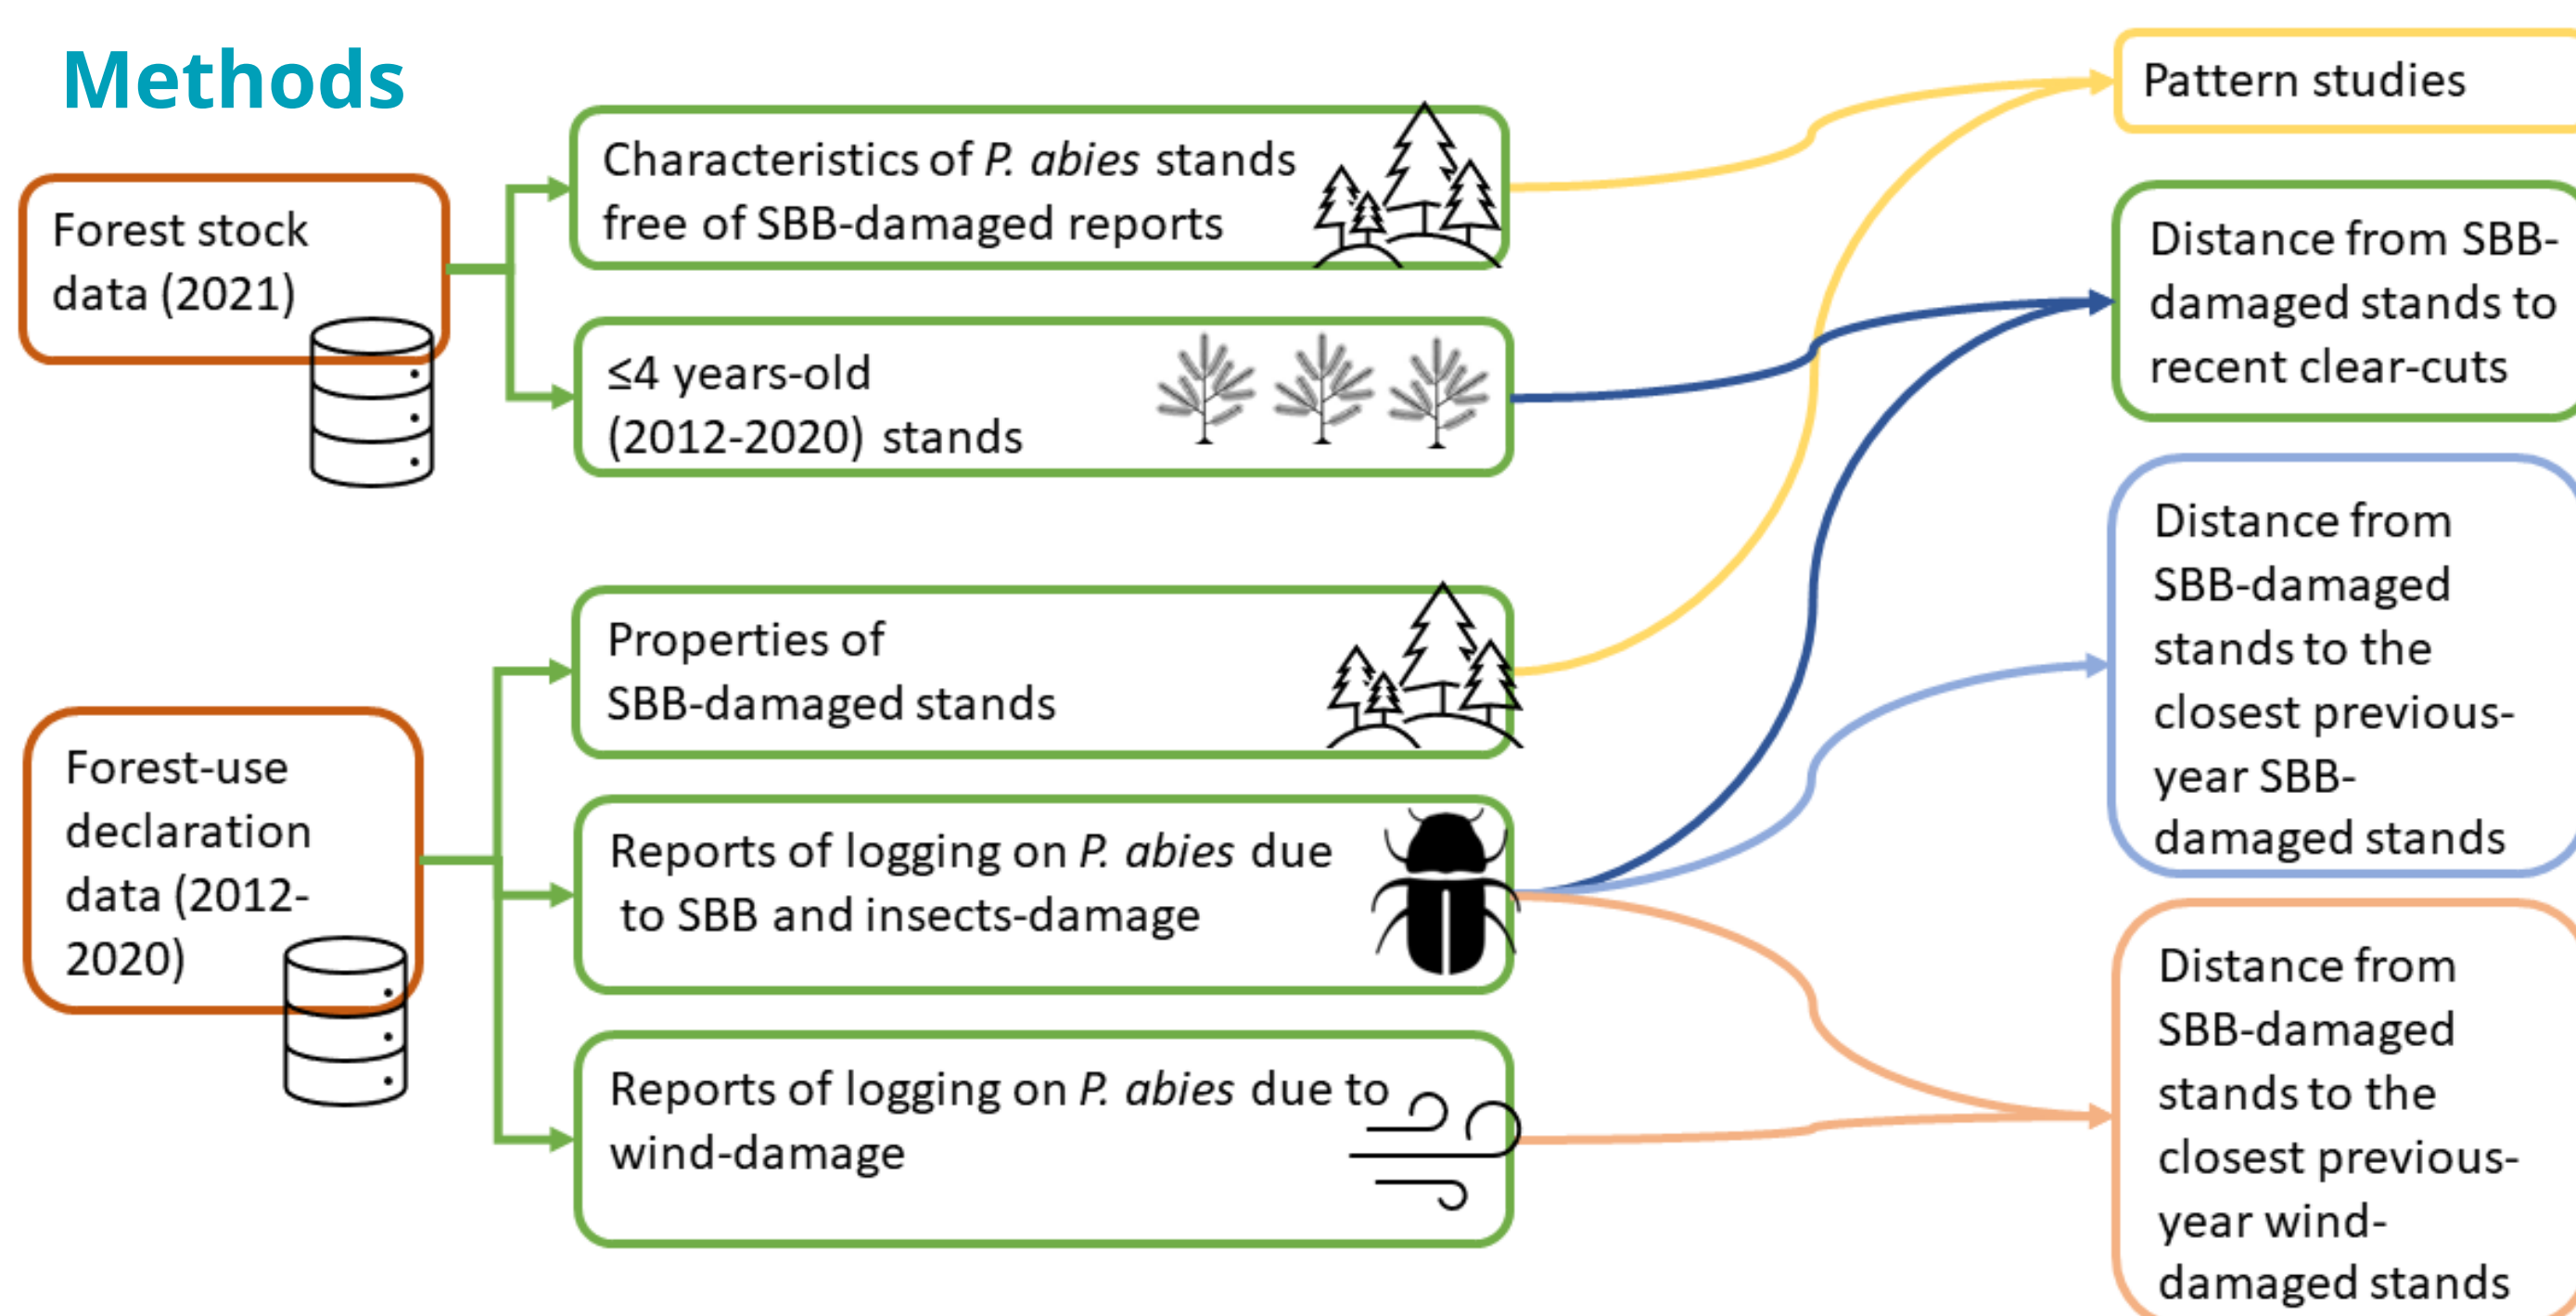 Methods
Forest stock
data (2021)
Characteristics of P. abies stands
free of SBB-damaged reports
≤4 years-old
(2012-2020) stands
Forest-use
declaration
data (2012-
2020)
Properties of
SBB-damaged stands
Reports of logging on P. abies due
to SBB and insects-damage
Reports of logging on P. abies due to
wind-damage
Pattern studies
Distance from SBB-
damaged stands to
recent clear-cuts
Distance from
SBB-damaged
stands to the
closest previous-
year SBB-
damaged stands
Distance from
SBB-damaged
stands to the
closest previous-
year wind-
damaged stands